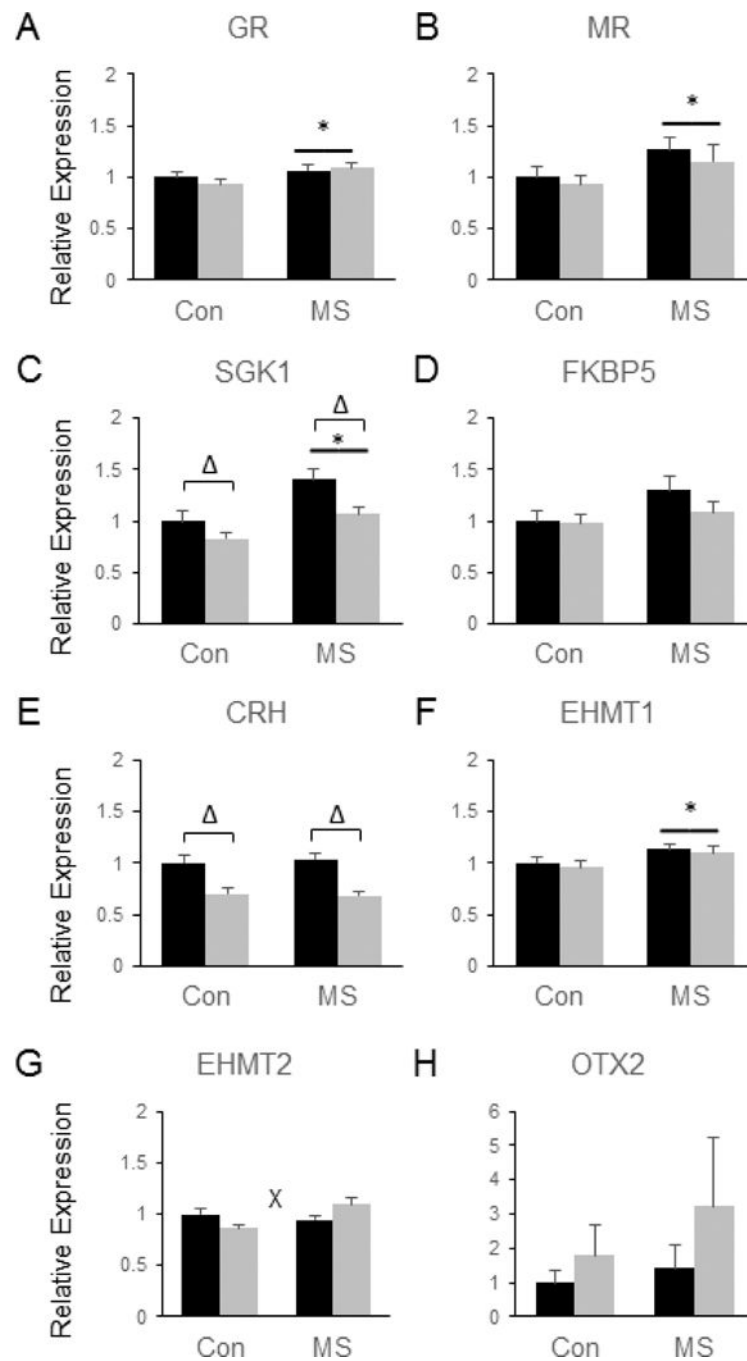 A GR
Relative Expression
2
1.5
*
1
0.5
0
Con MS
B MR
2
1.5
*
1
0.5
0
Con MS
C SGK1
Relative Expression
2
Δ
1.5
*
Δ
1
0.5
0
Con MS
D FKBP5
2
1.5
1
0.5
0
Con MS
E CRH
Relative Expression
2
1.5
Δ Δ
1
0.5
0
Con MS
F EHMT1
2
1.5
*
1
0.5
0
Con MS
G EHMT2
Relative Expression
2
1.5
X
1
0.5
0
Con MS
H OTX2
6
5
4
3
2
1
0
Con MS